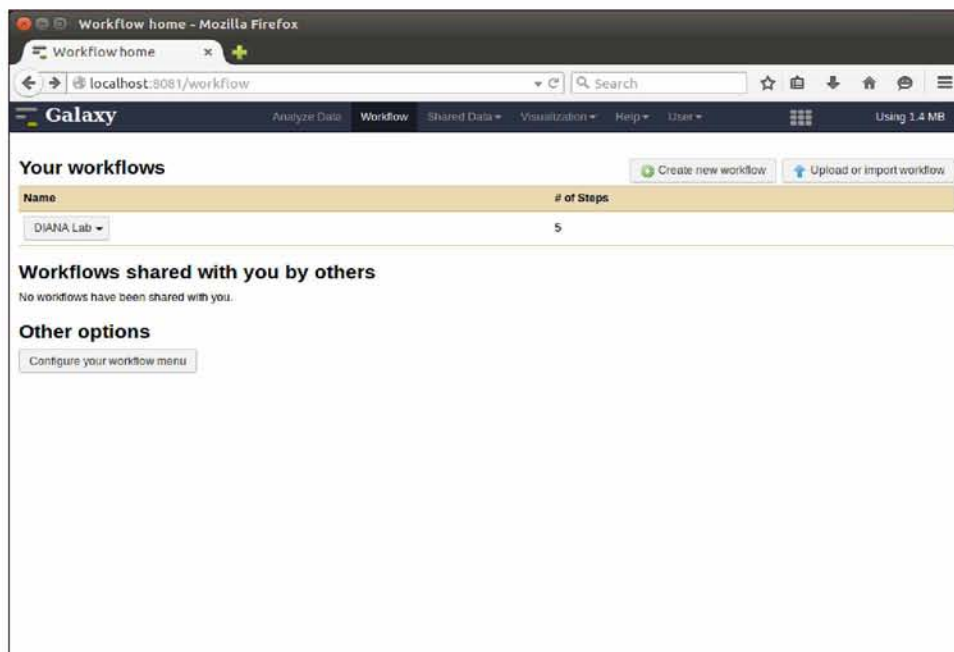 Workflow home - Mozilla Firefox
Workflow home
localhost:8081/workflow Search
Galaxy Analyze Data Workflow Shared Data Visualization Help User Using 1.4 MB
Your workflows Create new workflow Upload or import workflow
Name # of Steps
DIANA Lab 5
Workflows shared with you by others
No workflows have been shared with you.
Other options
Configure your workflow menu